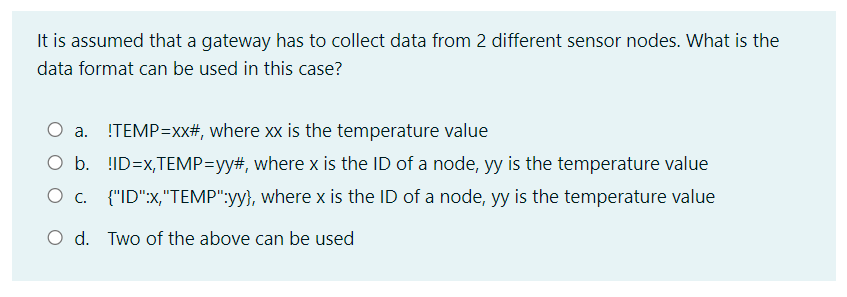 It is assumed that a gateway has to collect data from 2 different sensor nodes. What is the
data format can be used in this case?
a. !TEMP=xx#, where xx is the temperature value
b. !ID=x,TEMP=yy#, where x is the ID of a node, yy is the temperature value
c. {"ID":x,"TEMP":yy}, where x is the ID of a node, yy is the temperature value
d. Two of the above can be used